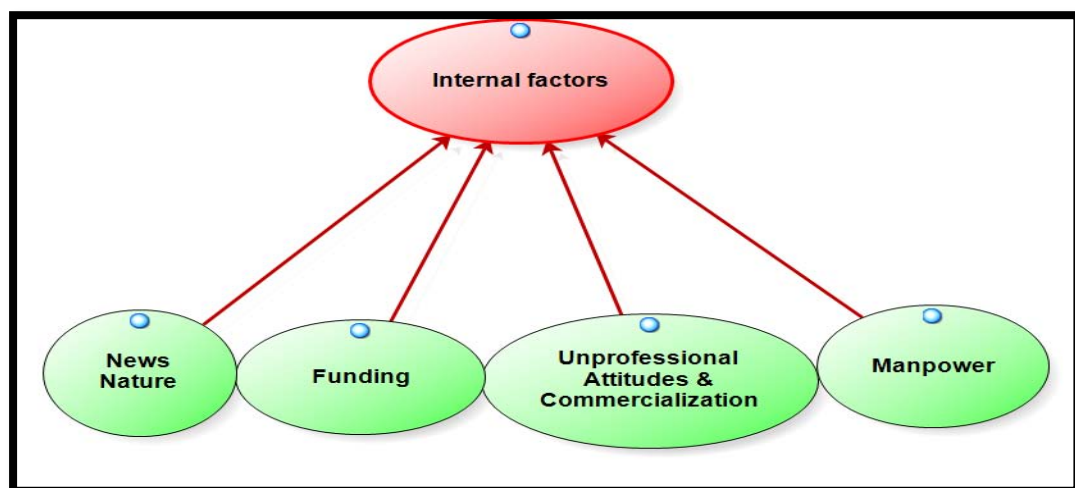 Internal factors
News
Nature
Funding
Unprofessional
Attitudes &
Commercialization
Manpower